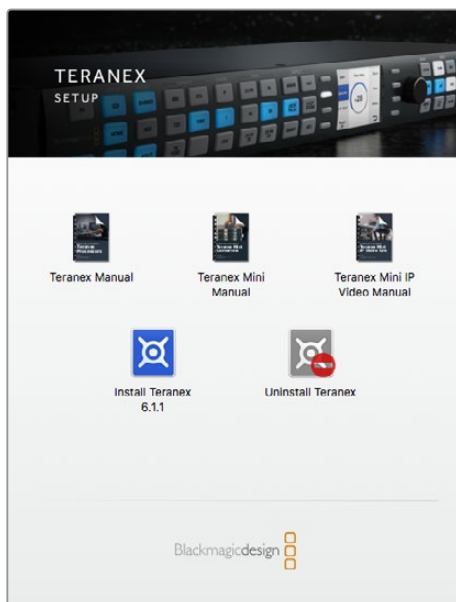 TERANEX
SETUP
Teranex Manual
Teranex Mini
Manual
Teranex Mini IP
Video Manual
Install Teranex
6.1.1
Uninstall Teranex
Blackmagicdesign